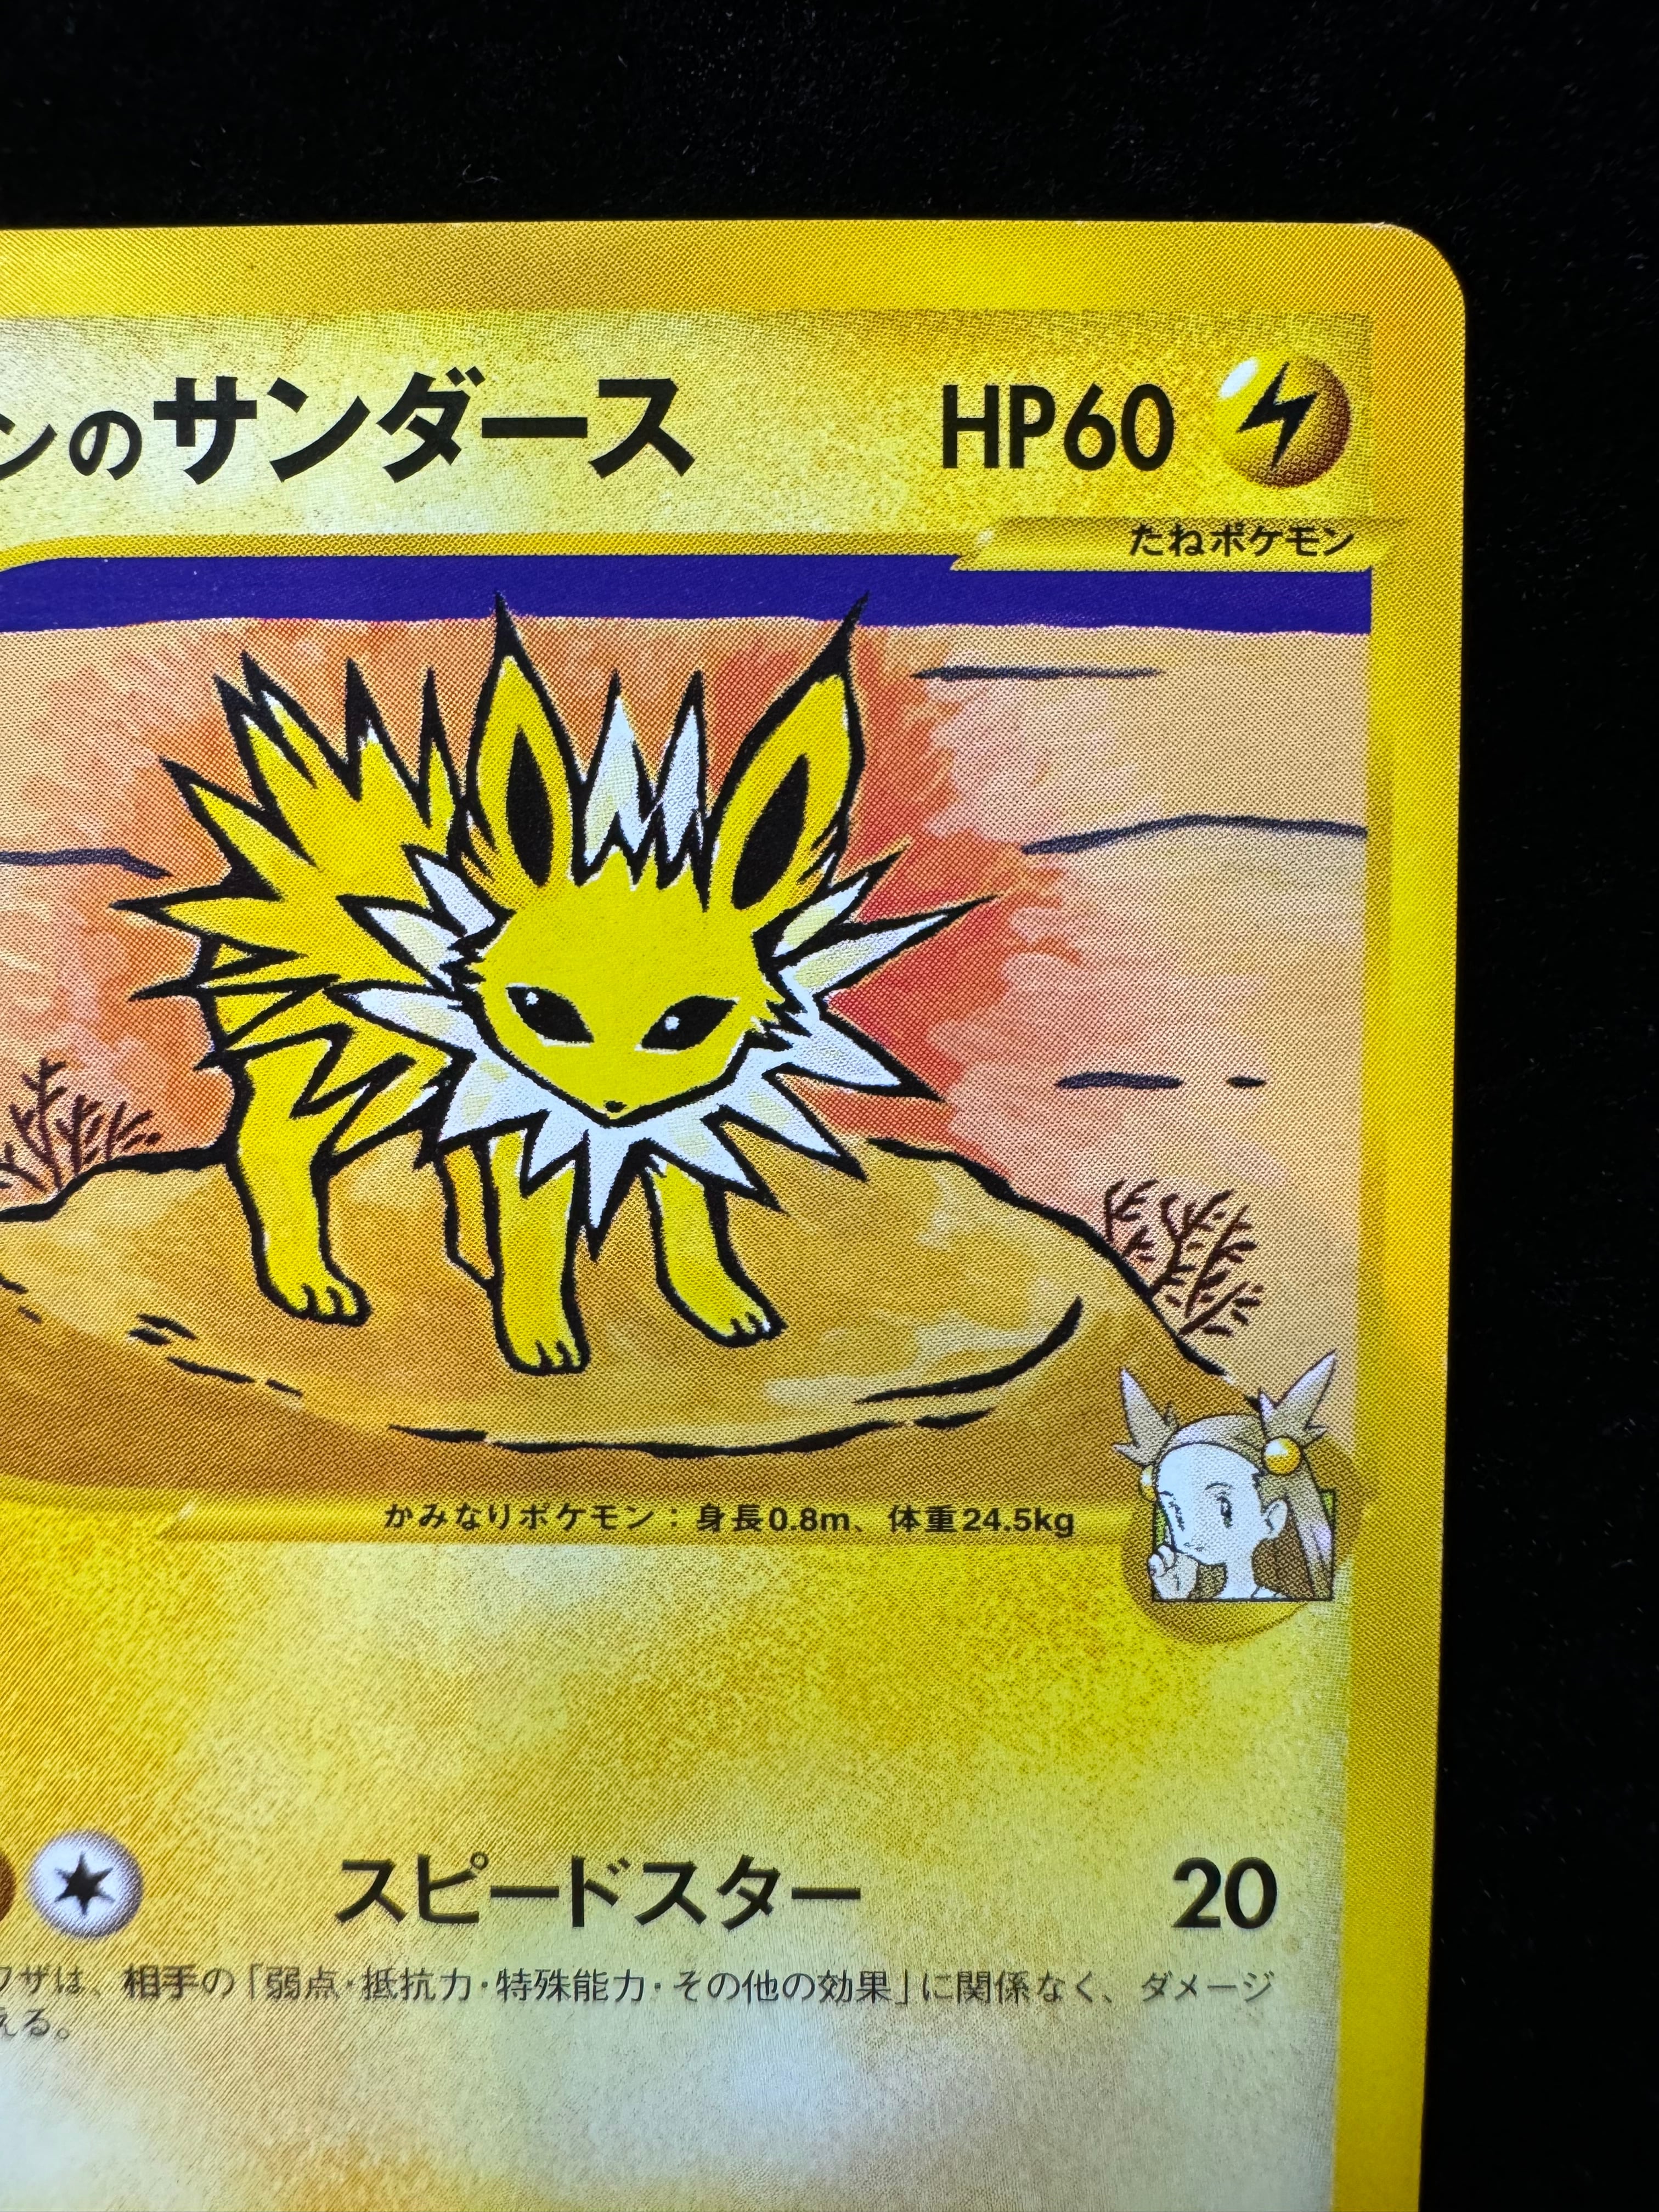 ンのサンダース HP60
たねポケモン
かみなりポケモン：身長0.8m、体重24.5kg
スピードスター 20
ワザは、相手の「弱点・抵抗力・特殊能力・その他の効果」に関係なく、ダメージ
える。